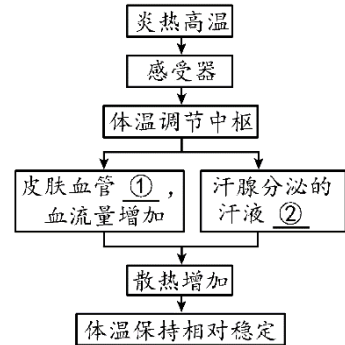 炎热高温
感受器
体温调节中枢
皮肤血管 ① ,
血流量增加
汗腺分泌的
汗液 ②
散热增加
体温保持相对稳定